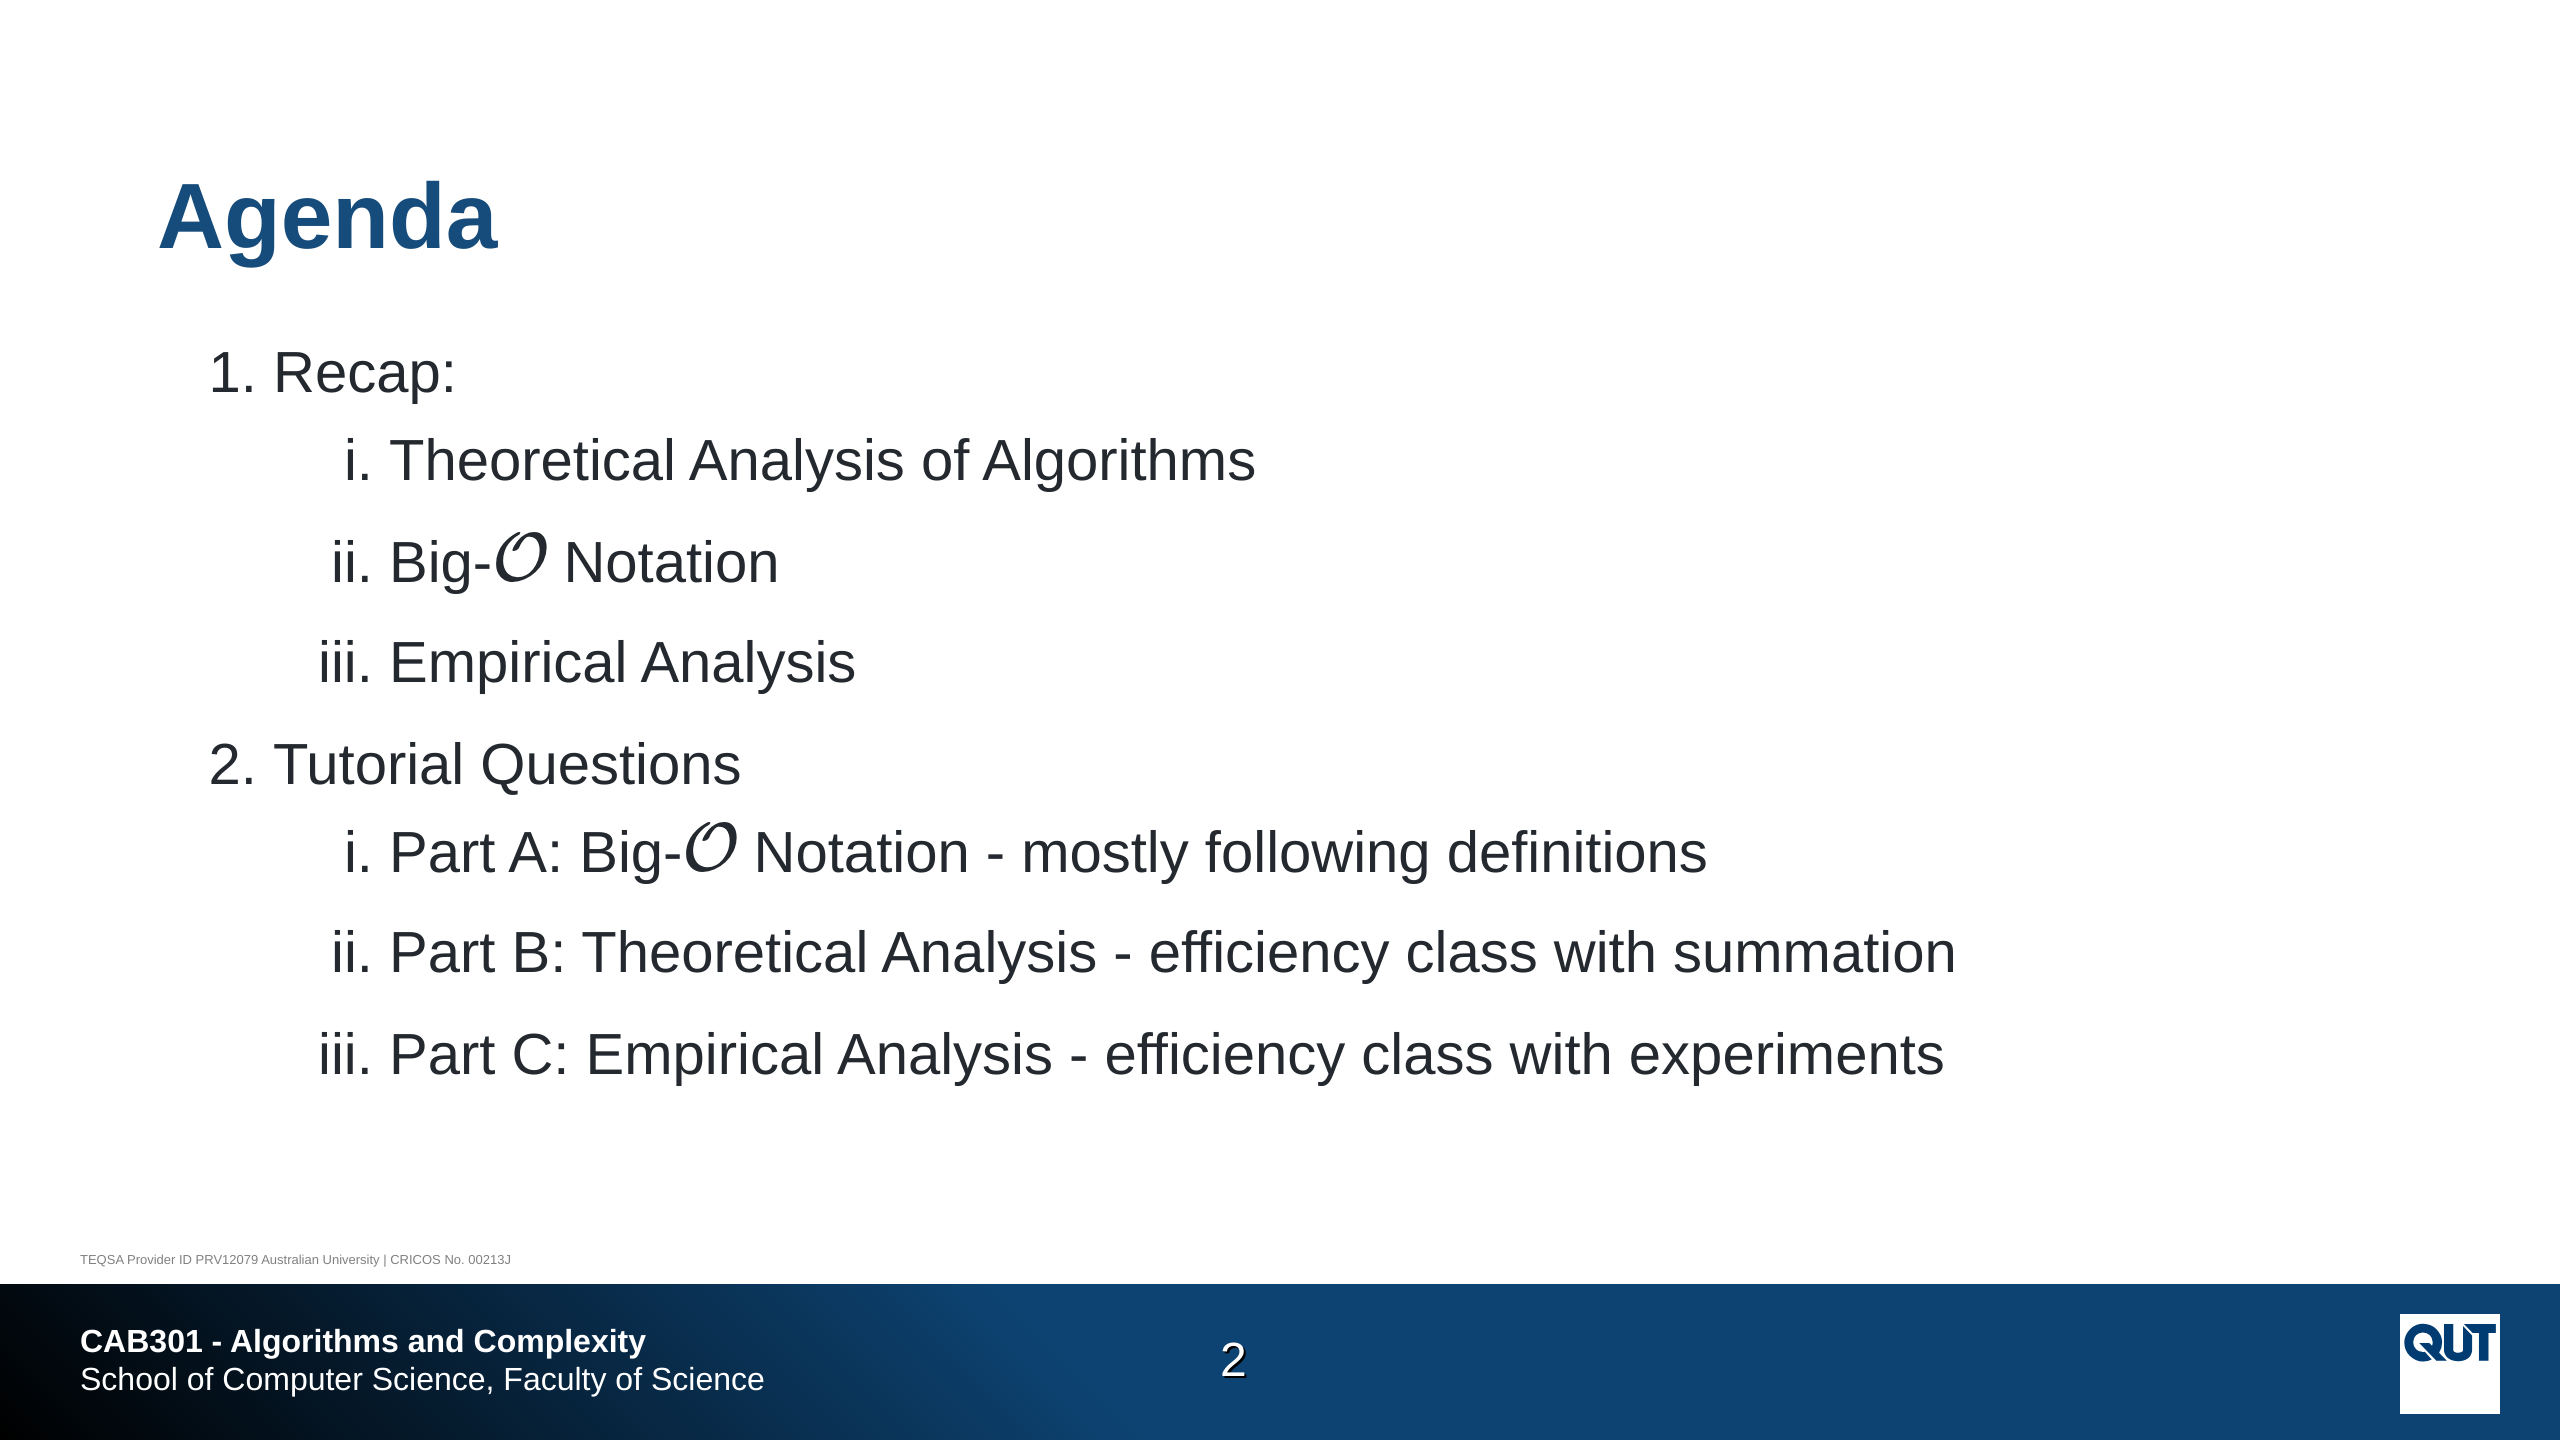 Agenda
1. Recap:
i. Theoretical Analysis of Algorithms
ii. Big-𝒪 Notation
iii. Empirical Analysis
2. Tutorial Questions
i. Part A: Big-𝒪 Notation - mostly following definitions
ii. Part B: Theoretical Analysis - efficiency class with summation
iii. Part C: Empirical Analysis - efficiency class with experiments
TEQSA Provider ID PRV12079 Australian University | CRICOS No. 00213J
CAB301 - Algorithms and Complexity
School of Computer Science, Faculty of Science
2
QUT